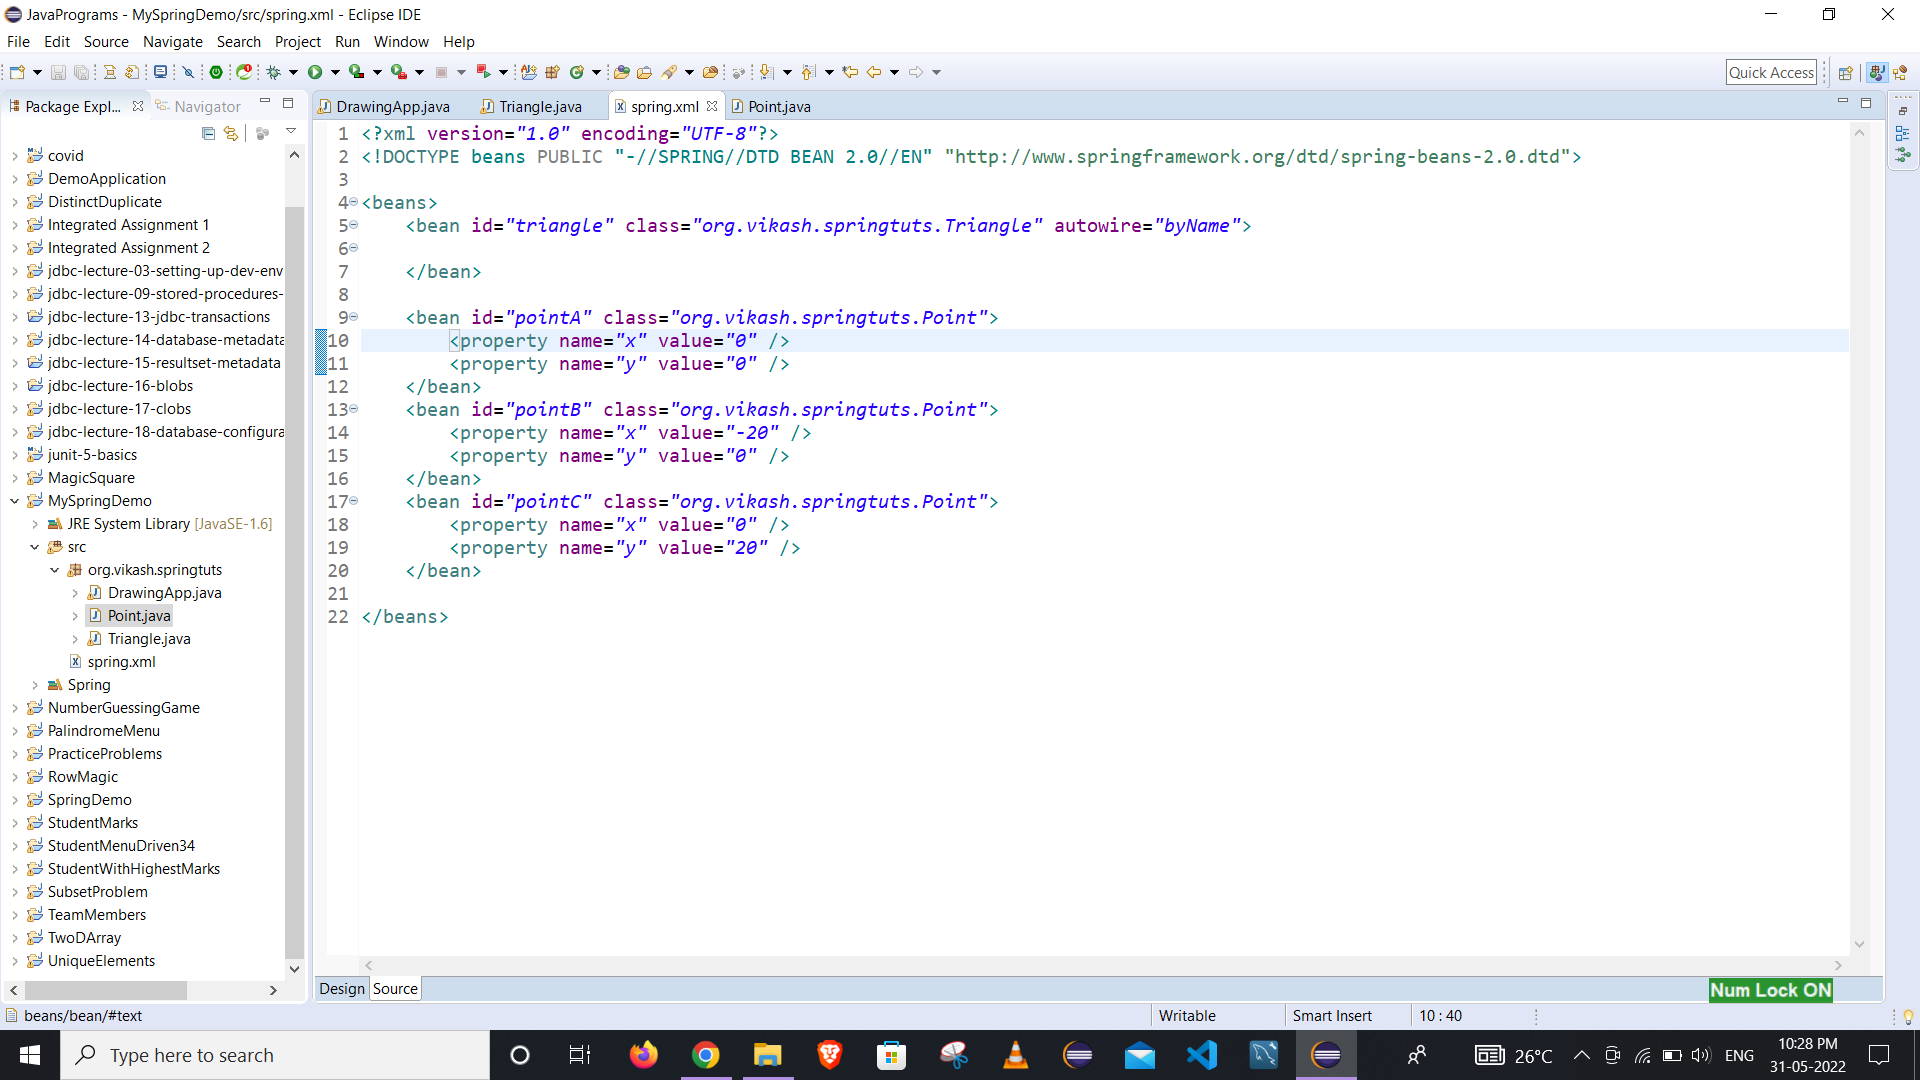 JavaPrograms - MySpringDemo/src/spring.xml - Eclipse IDE
File Edit Source Navigate Search Project Run Window Help
Quick Access
Package Expl... Navigator
DrawingApp.java Triangle.java spring.xml Point.java
covid
DemoApplication
DistinctDuplicate
Integrated Assignment 1
Integrated Assignment 2
jdbc-lecture-03-setting-up-dev-env
jdbc-lecture-09-stored-procedures-
jdbc-lecture-13-jdbc-transactions
jdbc-lecture-14-database-metadata
jdbc-lecture-15-resultset-metadata
jdbc-lecture-16-blobs
jdbc-lecture-17-clobs
jdbc-lecture-18-database-configura
junit-5-basics
MagicSquare
MySpringDemo
JRE System Library [JavaSE-1.6]
src
org.vikash.springtuts
DrawingApp.java
Point.java
Triangle.java
spring.xml
Spring
NumberGuessingGame
PalindromeMenu
PracticeProblems
RowMagic
SpringDemo
StudentMarks
StudentMenuDriven34
StudentWithHighestMarks
SubsetProblem
TeamMembers
TwoDArray
UniqueElements
1 <?xml version="1.0" encoding="UTF-8"?>
2 <!DOCTYPE beans PUBLIC "-//SPRING//DTD BEAN 2.0//EN" "http://www.springframework.org/dtd/spring-beans-2.0.dtd">
3
4 <beans>
5 <bean id="triangle" class="org.vikash.springtuts.Triangle" autowire="byName">
6
7 </bean>
8
9 <bean id="pointA" class="org.vikash.springtuts.Point">
10 <property name="x" value="0" />
11 <property name="y" value="0" />
12 </bean>
13 <bean id="pointB" class="org.vikash.springtuts.Point">
14 <property name="x" value="-20" />
15 <property name="y" value="0" />
16 </bean>
17 <bean id="pointC" class="org.vikash.springtuts.Point">
18 <property name="x" value="0" />
19 <property name="y" value="20" />
20 </bean>
21
22 </beans>
Design Source
Num Lock ON
beans/bean/#text Writable Smart Insert 10 : 40
Type here to search
26°C ENG
10:28 PM
31-05-2022